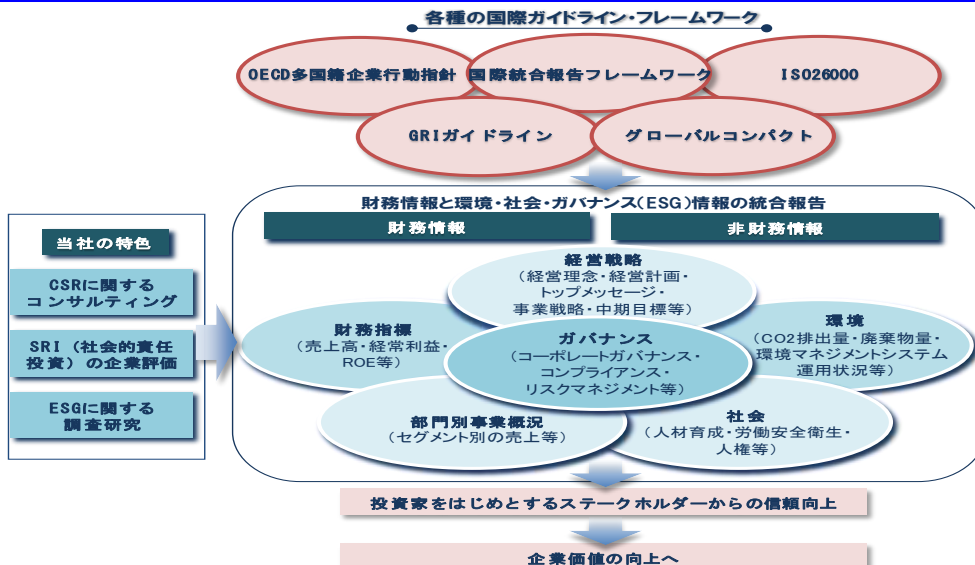 各種の国際ガイドライン・フレームワーク
OECD多国籍企業行動指針
国際統合報告フレームワーク
ISO26000
GRIガイドライン
グローバルコンパクト
財務情報と環境・社会・ガバナンス(ESG)情報の統合報告
財務情報
非財務情報
当社の特色
CSRに関する
コンサルティング
SRI（社会的責任
投資）の企業評価
ESGに関する
調査研究
経営戦略
（経営理念・経営計画・
トップメッセージ・
事業戦略・中期目標等）
財務指標
（売上高・経常利益・
ROE等）
ガバナンス
（コーポレートガバナンス・
コンプライアンス・
リスクマネジメント等）
環境
（CO2排出量・廃棄物量・
環境マネジメントシステム
運用状況等）
部門別事業概況
（セグメント別の売上等）
社会
（人材育成・労働安全衛生・
人権等）
投資家をはじめとするステークホルダーからの信頼向上
企業価値の向上へ